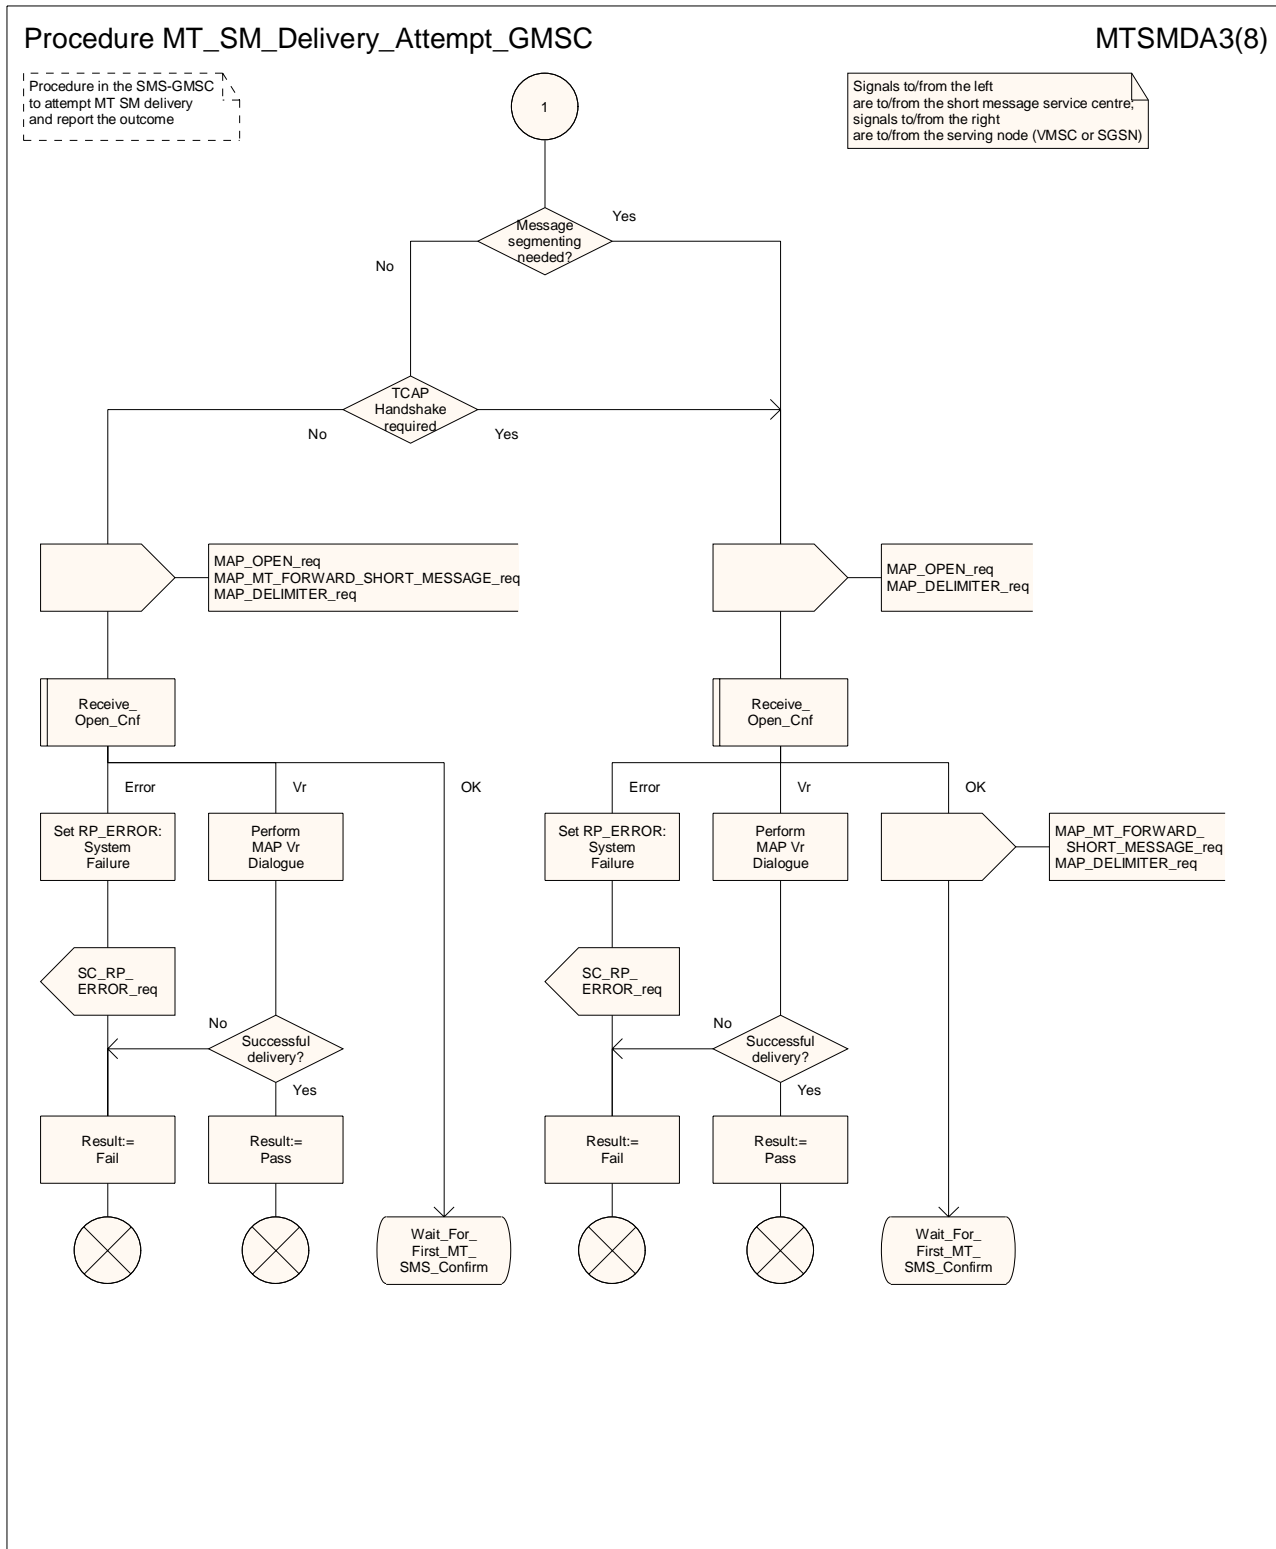 Procedure MT_SM_Delivery_Attempt_GMSC
MTSMDA3(8)
Procedure in the SMS-GMSC
to attempt MT SM delivery
and report the outcome
1
Signals to/from the left
are to/from the short message service centre;
signals to/from the right
are to/from the serving node (VMSC or SGSN)
Message
segmenting
needed?
Yes
No
TCAP
Handshake
required
No
Yes
MAP_OPEN_req
MAP_MT_FORWARD_SHORT_MESSAGE_req
MAP_DELIMITER_req
MAP_OPEN_req
MAP_DELIMITER_req
Receive_
Open_Cnf
Receive_
Open_Cnf
Error
Vr
OK
Error
Vr
OK
Set RP_ERROR:
System
Failure
Perform
MAP Vr
Dialogue
Set RP_ERROR:
System
Failure
Perform
MAP Vr
Dialogue
MAP_MT_FORWARD_
SHORT_MESSAGE_req
MAP_DELIMITER_req
SC_RP_
ERROR_req
SC_RP_
ERROR_req
No
Successful
delivery?
Yes
No
Successful
delivery?
Yes
Result:=
Fail
Result:=
Pass
Result:=
Fail
Result:=
Pass
Wait_For_
First_MT_
SMS_Confirm
Wait_For_
First_MT_
SMS_Confirm